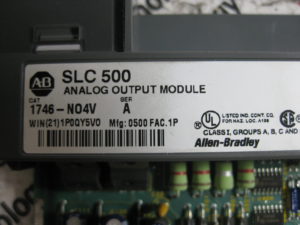 AB
SLC 500
ANALOG OUTPUT MODULE
CAT SER
1746-NO4V A
WIN(21)1P0QY5V0 Mfg:0500 FAC.1P
UL
LISTED IND. CONT. EQ.
FOR HAZ. LOC. A196
CLASS I, GROUPS A, B, C AND
Allen-Bradley